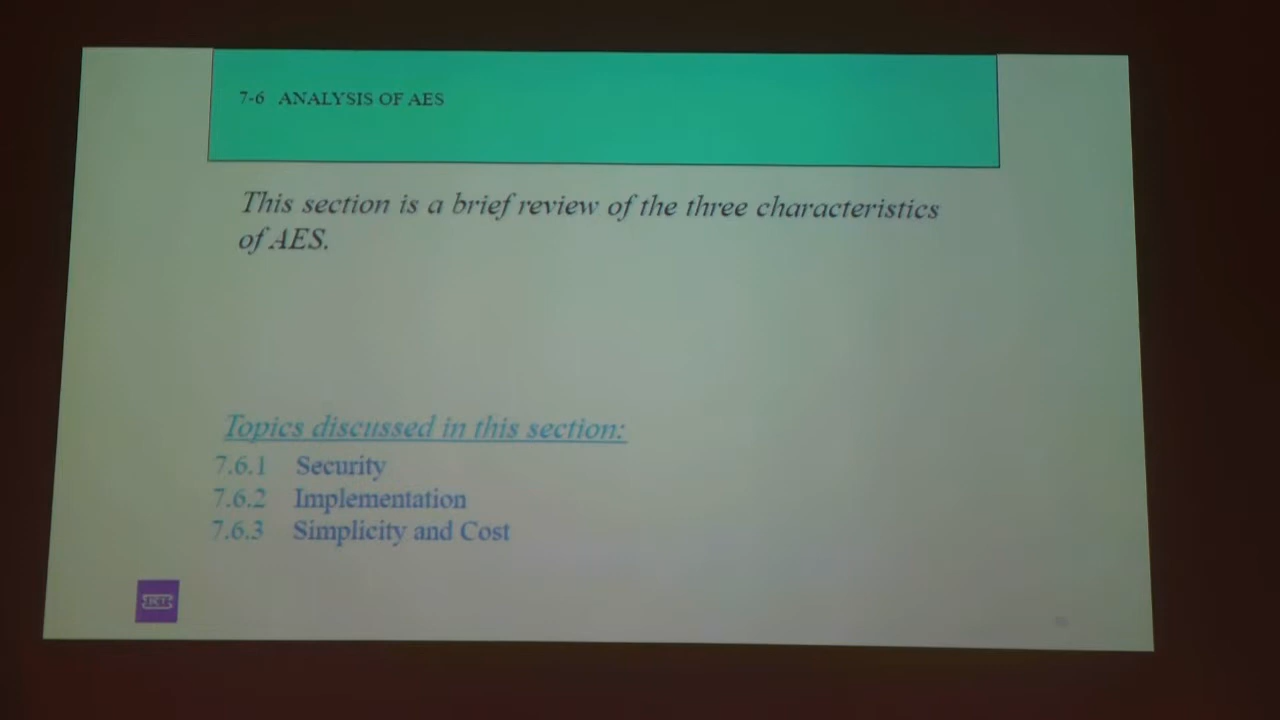 7-6 ANALYSIS OF AES
This section is a brief review of the three characteristics
of AES.
Topics discussed in this section:
7.6.1 Security
7.6.2 Implementation
7.6.3 Simplicity and Cost